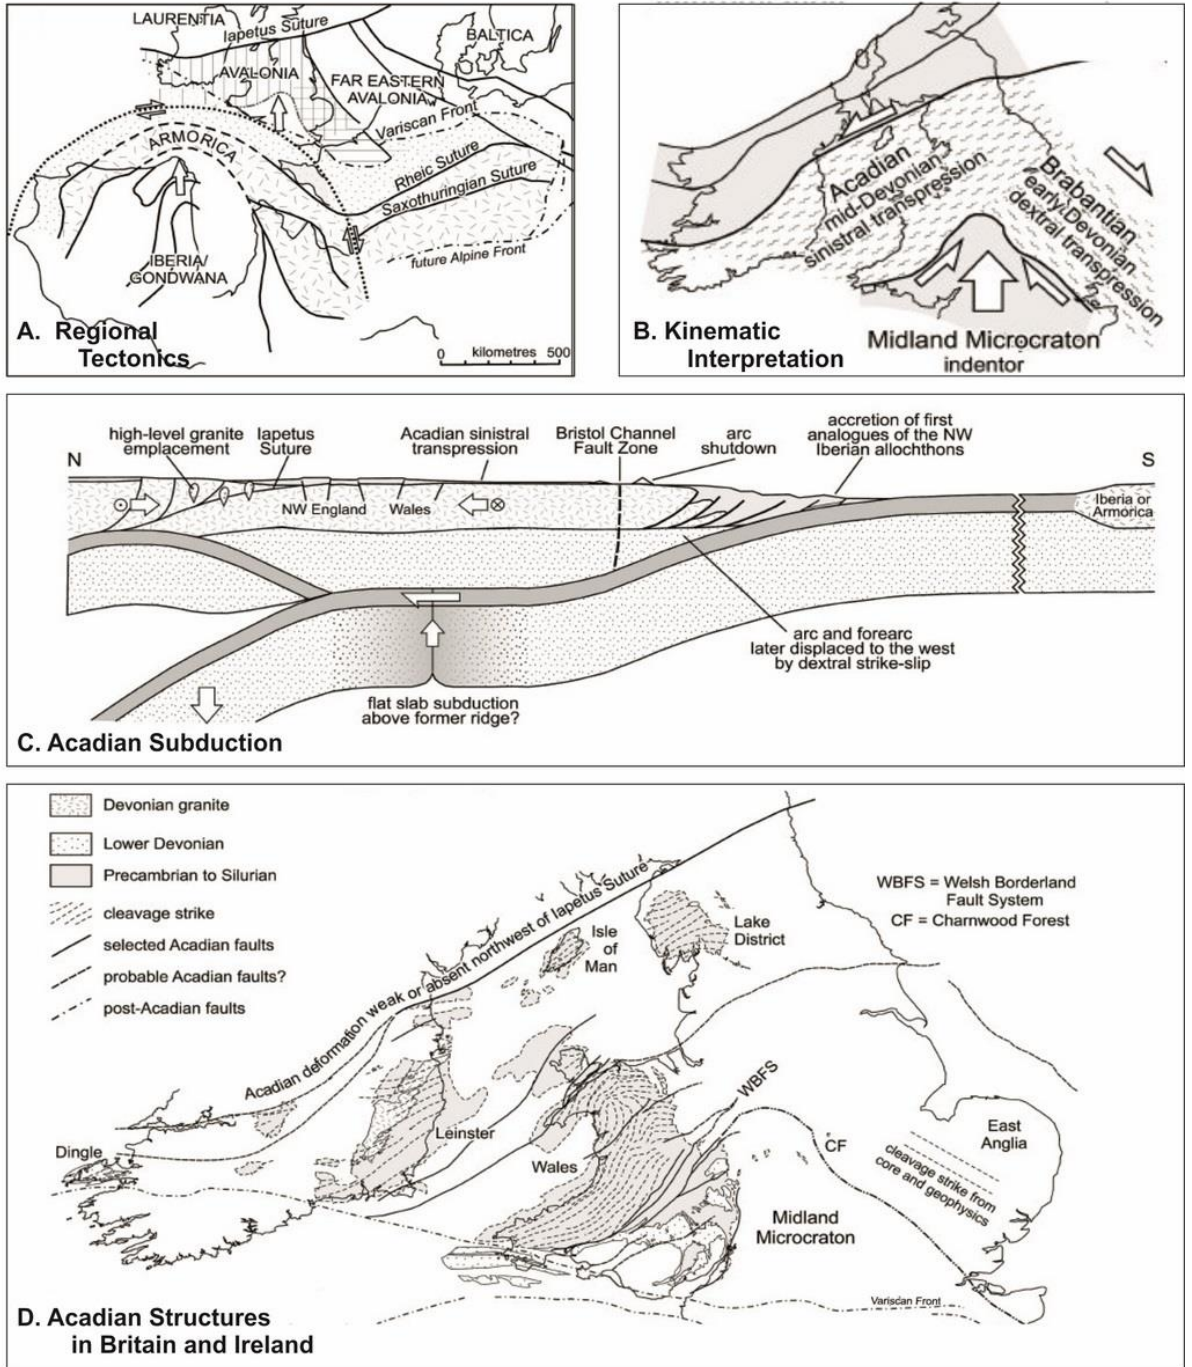 LAURENTIA
Iapetus Suture
BALTICA
AVALONIA
FAR EASTERN
AVALONIA
Variscan Front
ARMORICA
Rheic Suture
Saxothuringian Suture
IBERIA/
GONDWANA
future Alpine Front
A. Regional
Tectonics
0 kilometres 500
Acadian
mid-Devonian
sinistral transpression
Brabantian
early Devonian
dextral transpression
B. Kinematic
Interpretation
Midland Microcraton
indentor
N
high-level granite
emplacement
Iapetus
Suture
Acadian sinistral
transpression
Bristol Channel
Fault Zone
arc
shutdown
accretion of first
analogues of the NW
Iberian allochthons
S
NW England
Wales
Iberia or
Armorica
arc and forearc
later displaced to the west
by dextral strike-slip
flat slab subduction
above former ridge?
C. Acadian Subduction
Devonian granite
Lower Devonian
Precambrian to Silurian
cleavage strike
selected Acadian faults
probable Acadian faults?
post-Acadian faults
WBFS = Welsh Borderland
Fault System
CF = Charnwood Forest
Acadian deformation weak or absent northwest of Iapetus Suture
Isle
of
Man
Lake
District
Dingle
Leinster
Wales
WBFS
CF
East
Anglia
cleavage strike from
core and geophysics
Midland
Microcraton
Variscan Front
D. Acadian Structures
in Britain and Ireland